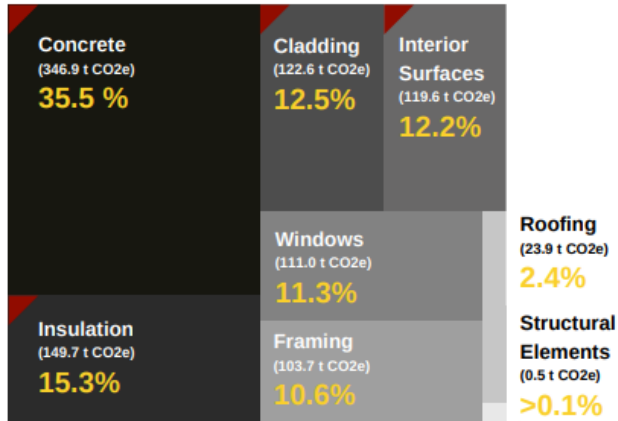 Concrete
(346.9 t CO2e)
35.5 %
Cladding
(122.6 t CO2e)
12.5%
Interior
Surfaces
(119.6 t CO2e)
12.2%
Windows
(111.0 t CO2e)
11.3%
Roofing
(23.9 t CO2e)
2.4%
Insulation
(149.7 t CO2e)
15.3%
Framing
(103.7 t CO2e)
10.6%
Structural
Elements
(0.5 t CO2e)
>0.1%